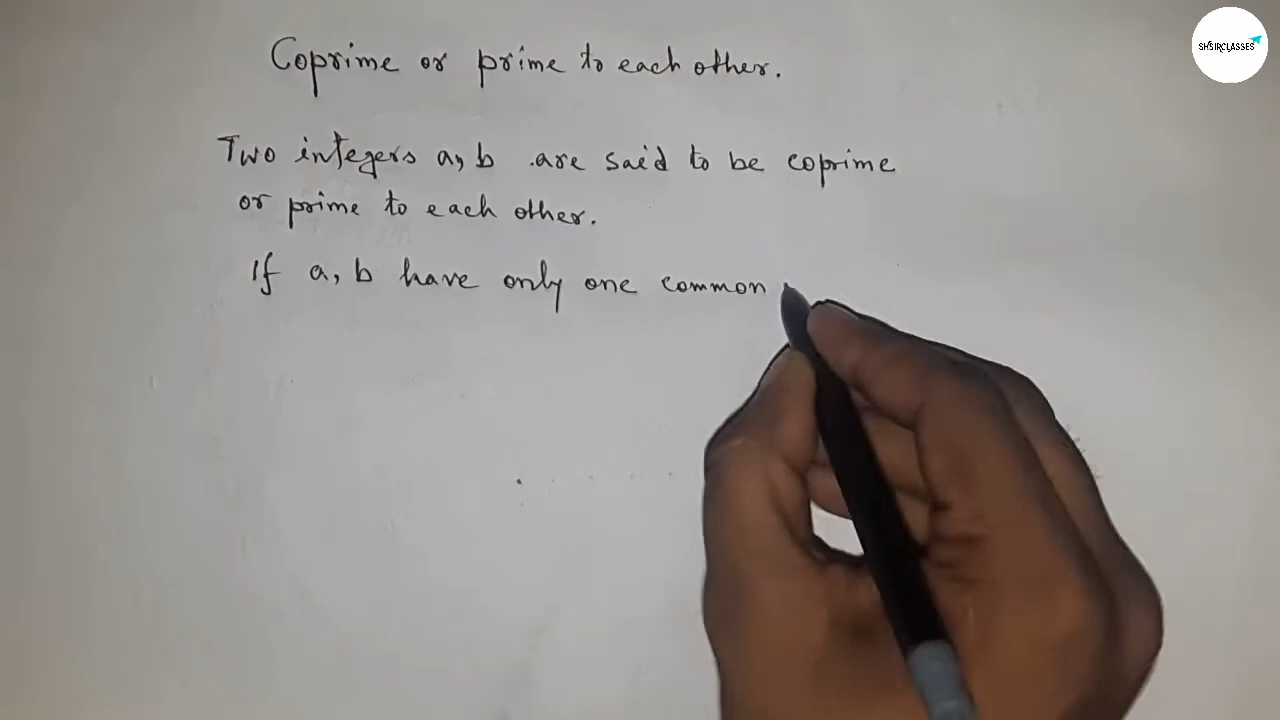 SHSIRCLASSES
Coprime or prime to each other.
Two integers a, b are said to be coprime
or prime to each other.
If a, b have only one common